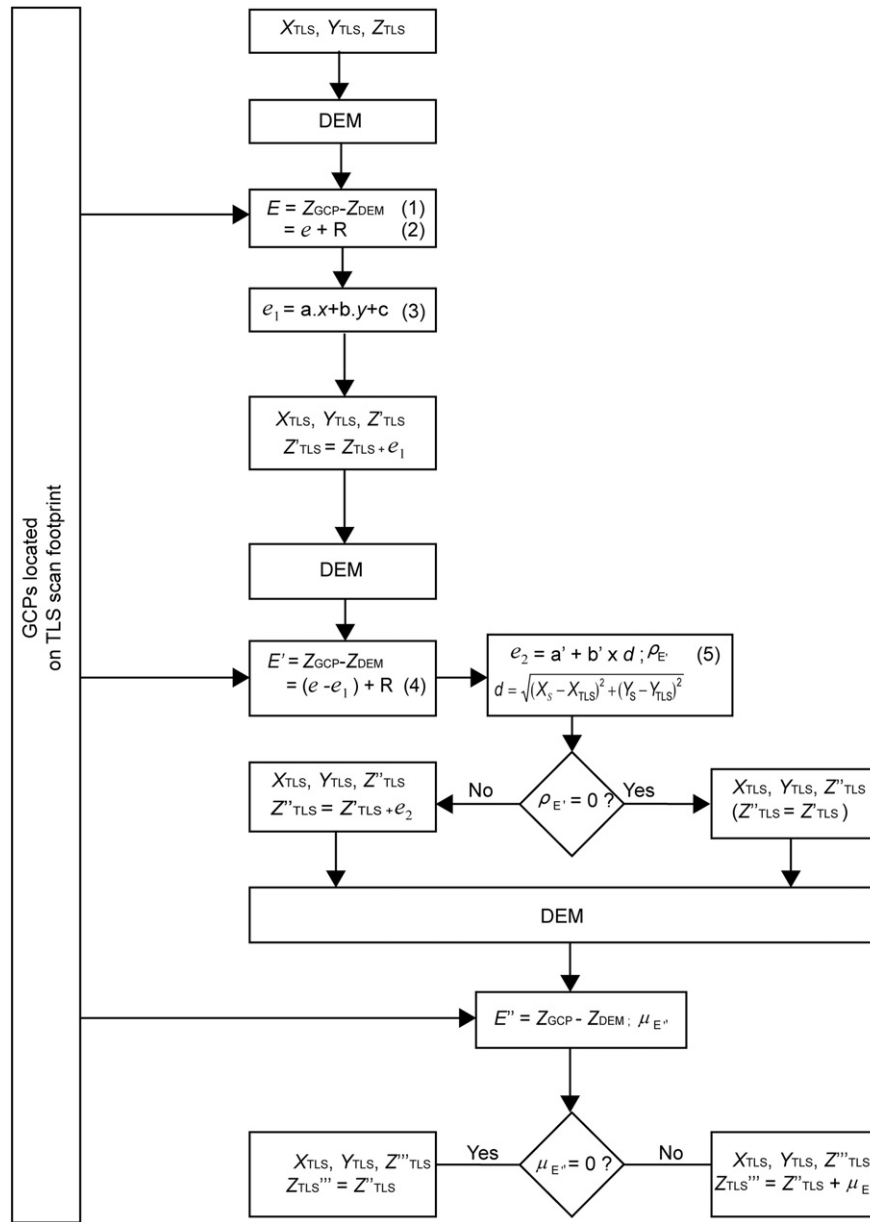 GCPs located
on TLS scan footprint
XTLS, YTLS, ZTLS
DEM
E = ZGCP-ZDEM (1)
= e + R (2)
e1 = a.x+b.y+c (3)
XTLS, YTLS, Z'TLS
Z'TLS = ZTLS + e1
DEM
E' = ZGCP-ZDEM
= (e - e1) + R (4)
e2 = a' + b' x d ; ρE' (5)
d = √(XS – XTLS)² + (YS – YTLS)²
XTLS, YTLS, Z''TLS
Z''TLS = Z'TLS + e2
No
ρE' = 0 ?
Yes
XTLS, YTLS, Z''TLS
(Z''TLS = Z'TLS )
DEM
E'' = ZGCP - ZDEM ; μE''
XTLS, YTLS, Z'''TLS
ZTLS''' = Z''TLS
Yes
μE'' = 0 ?
No
XTLS, YTLS, Z'''TLS
ZTLS''' = Z''TLS + μE